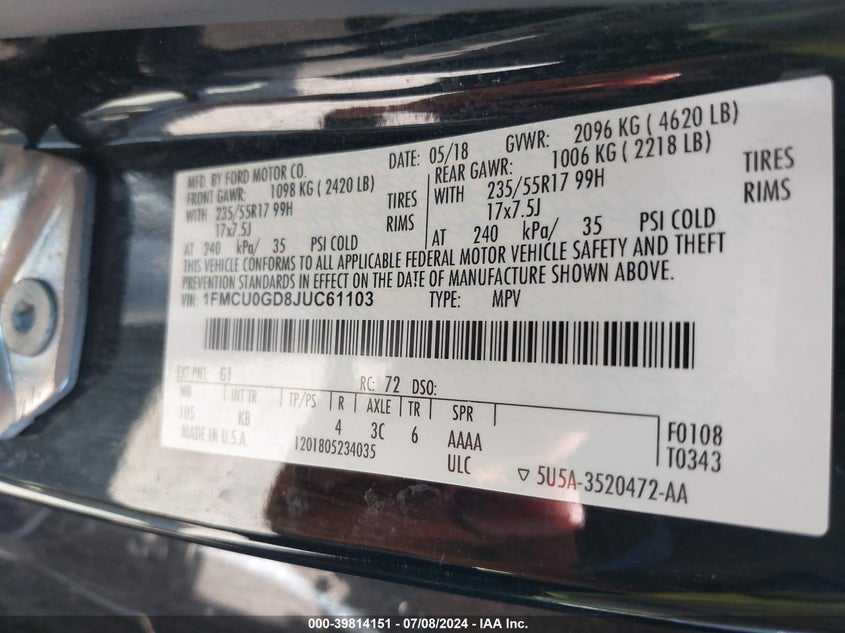 MFD. BY FORD MOTOR CO. DATE: 05/18 GVWR: 2096 KG ( 4620 LB)
FRONT GAWR: 1098 KG ( 2420 LB) REAR GAWR: 1006 KG ( 2218 LB)
WITH 235/55R17 99H TIRES WITH 235/55R17 99H TIRES
17x7.5J RIMS 17x7.5J RIMS
AT 240 kPa/ 35 PSI COLD AT 240 kPa/ 35 PSI COLD
THIS VEHICLE CONFORMS TO ALL APPLICABLE FEDERAL MOTOR VEHICLE SAFETY AND THEFT
PREVENTION STANDARDS IN EFFECT ON THE DATE OF MANUFACTURE SHOWN ABOVE.
VIN: 1FMCU0GD8JUC61103 TYPE: MPV
EXT PNT: G1 RC: 72 DSO:
WB INT TR TP/PS R AXLE TR SPR
105 KB 4 3C 6 AAAA F0108
MADE IN U.S.A. 1201805234035 ULC T0343
▽ 5U5A-3520472-AA
000-39814151 - 07/08/2024 - IAA Inc.